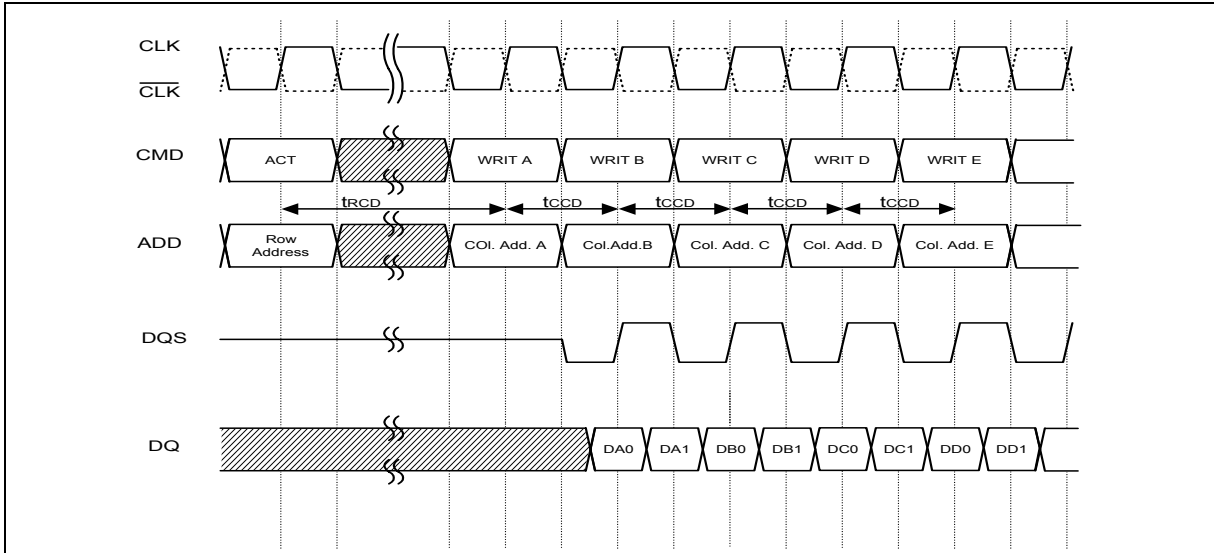 CLK
CLK
CMD ACT WRIT A WRIT B WRIT C WRIT D WRIT E
tRCD tCCD tCCD tCCD tCCD
ADD Row Address COl. Add. A Col.Add.B Col. Add. C Col. Add. D Col. Add. E
DQS
DQ DA0 DA1 DB0 DB1 DC0 DC1 DD0 DD1